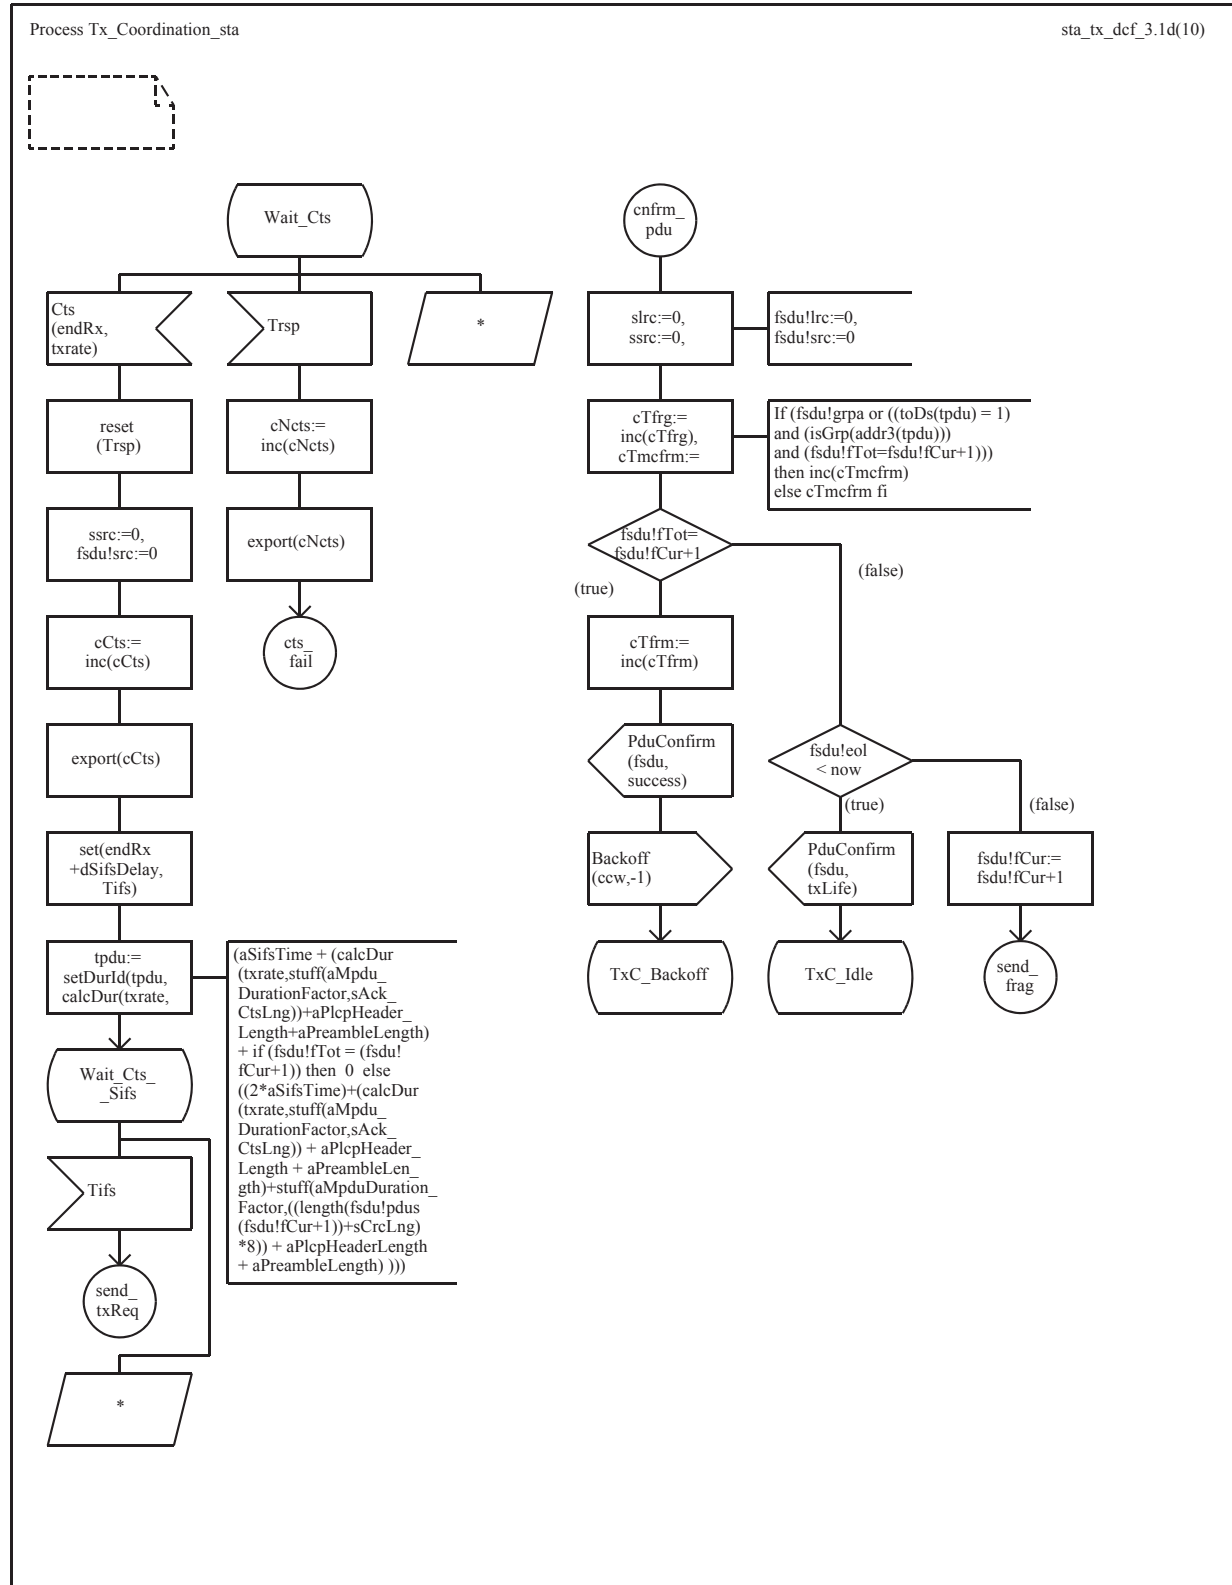 Process Tx_Coordination_sta
sta_tx_dcf_3.1d(10)
Wait_Cts
Cts
(endRx,
txrate)
reset
(Trsp)
ssrc:=0,
fsdu!src:=0
cCts:=
inc(cCts)
export(cCts)
set(endRx
+dSifsDelay,
Tifs)
tpdu:=
setDurId(tpdu,
calcDur(txrate,
(aSifsTime + (calcDur
(txrate,stuff(aMpdu_
DurationFactor,sAck_
CtsLng))+aPlcpHeader_
Length+aPreambleLength)
+ if (fsdu!fTot = (fsdu!
fCur+1)) then 0 else
((2*aSifsTime)+(calcDur
(txrate,stuff(aMpdu_
DurationFactor,sAck_
CtsLng)) + aPlcpHeader_
Length + aPreambleLen_
gth)+stuff(aMpduDuration_
Factor,((length(fsdu!pdus
(fsdu!fCur+1))+sCrcLng)
*8)) + aPlcpHeaderLength
+ aPreambleLength) )))
Wait_Cts_
_Sifs
Tifs
send_
txReq
*
Trsp
cNcts:=
inc(cNcts)
export(cNcts)
cts_
fail
*
cnfrm_
pdu
slrc:=0,
ssrc:=0,
fsdu!lrc:=0,
fsdu!src:=0
cTfrg:=
inc(cTfrg),
cTmcfrm:=
If (fsdu!grpa or ((toDs(tpdu) = 1)
and (isGrp(addr3(tpdu)))
and (fsdu!fTot=fsdu!fCur+1)))
then inc(cTmcfrm)
else cTmcfrm fi
fsdu!fTot=
fsdu!fCur+1
(true)
(false)
cTfrm:=
inc(cTfrm)
PduConfirm
(fsdu,
success)
Backoff
(ccw,-1)
TxC_Backoff
fsdu!eol
< now
(true)
(false)
PduConfirm
(fsdu,
txLife)
TxC_Idle
fsdu!fCur:=
fsdu!fCur+1
send_
frag